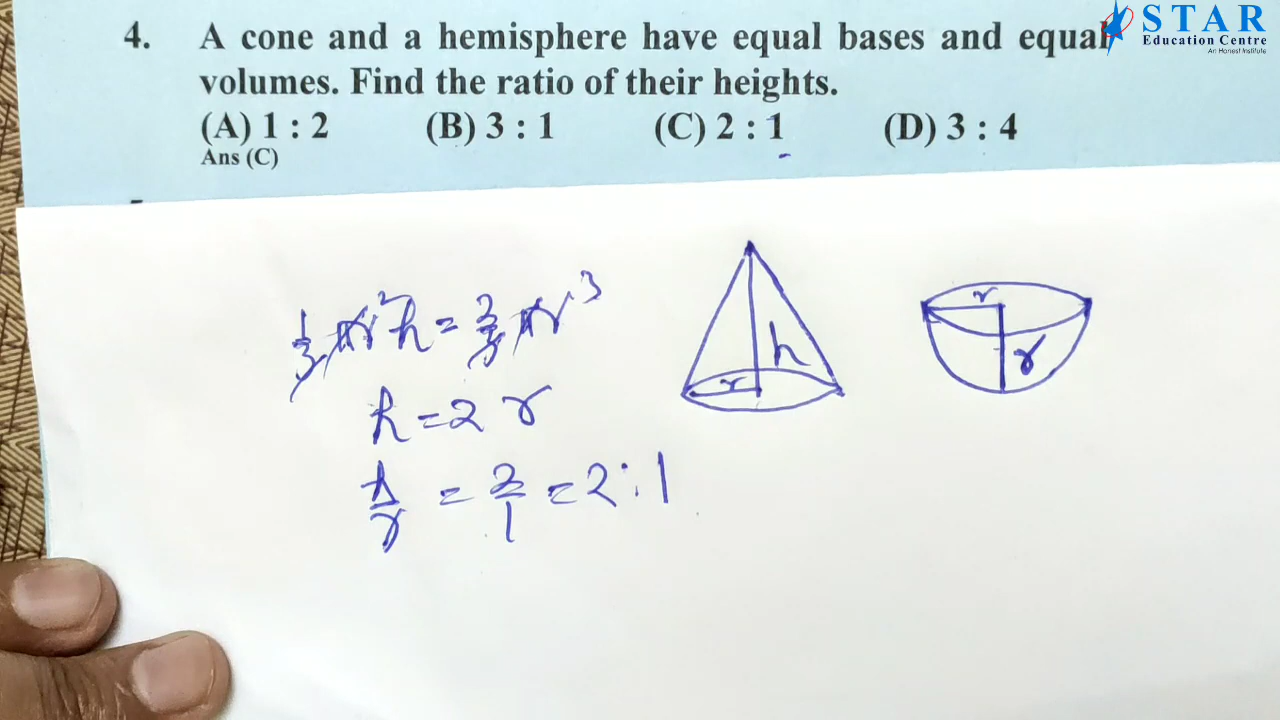 STAR
Education Centre
An Honest Institute
4. A cone and a hemisphere have equal bases and equal
volumes. Find the ratio of their heights.
(A) 1 : 2 (B) 3 : 1 (C) 2 : 1 (D) 3 : 4
Ans (C)
1/3 πr²h = 2/3 πr³
h = 2 r
h/r = 2/1 = 2:1
r h
r r